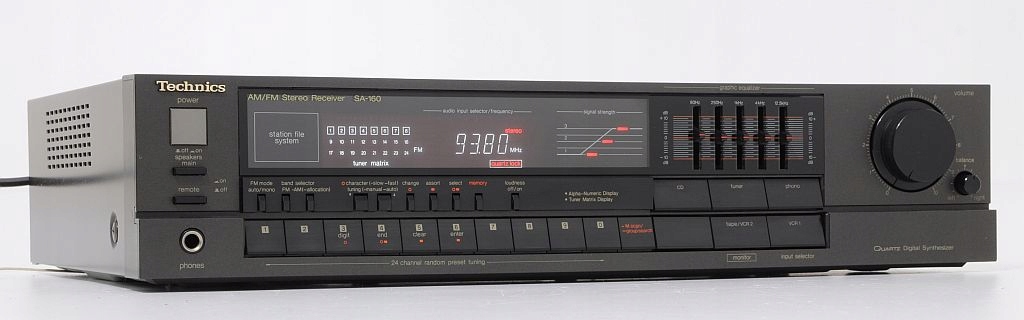 Technics
power
off on
speakers
main
on
off
remote
phones
AM/FM Stereo Receiver SA-160
station file
system
audio input selector/frequency
1 2 3 4 5 6 7 8
9 10 11 12 13 14 15 16
17 18 19 20 21 22 23 24
tuner matrix
FM
93.80 MHz
stereo
quartz lock
signal strength
3
2
1
graphic equalizer
60Hz 250Hz 1kHz 4kHz 12.5kHz
volume
balance
left right
FM mode
auto/mono
band selector
FM-AM(-allocation)
character(-slow-fast)
tuning(-manual-auto)
change
assort
select
memory
loudness
off/on
Alpha-Numeric Display
Tuner Matrix Display
CD
tuner
phono
1 2 3 4 5 6 7 8 9 0
digit
end
clear
enter
24 channel random preset tuning
Tape/VCR 2
VCR 1
monitor
input selector
Quartz Digital Synthesizer